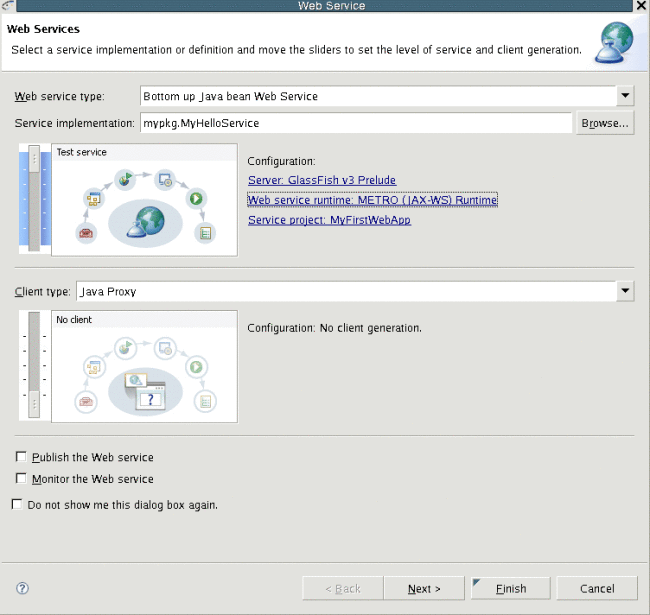 Web Service
Web Services
Select a service implementation or definition and move the sliders to set the level of service and client generation.
Web service type: Bottom up Java bean Web Service
Service implementation: mypkg.MyHelloService Browse...
Test service
Configuration:
Server: GlassFish v3 Prelude
Web service runtime: METRO (JAX-WS) Runtime
Service project: MyFirstWebApp
Client type: Java Proxy
No client
Configuration: No client generation.
?
Publish the Web service
Monitor the Web service
Do not show me this dialog box again.
? < Back Next > Finish Cancel